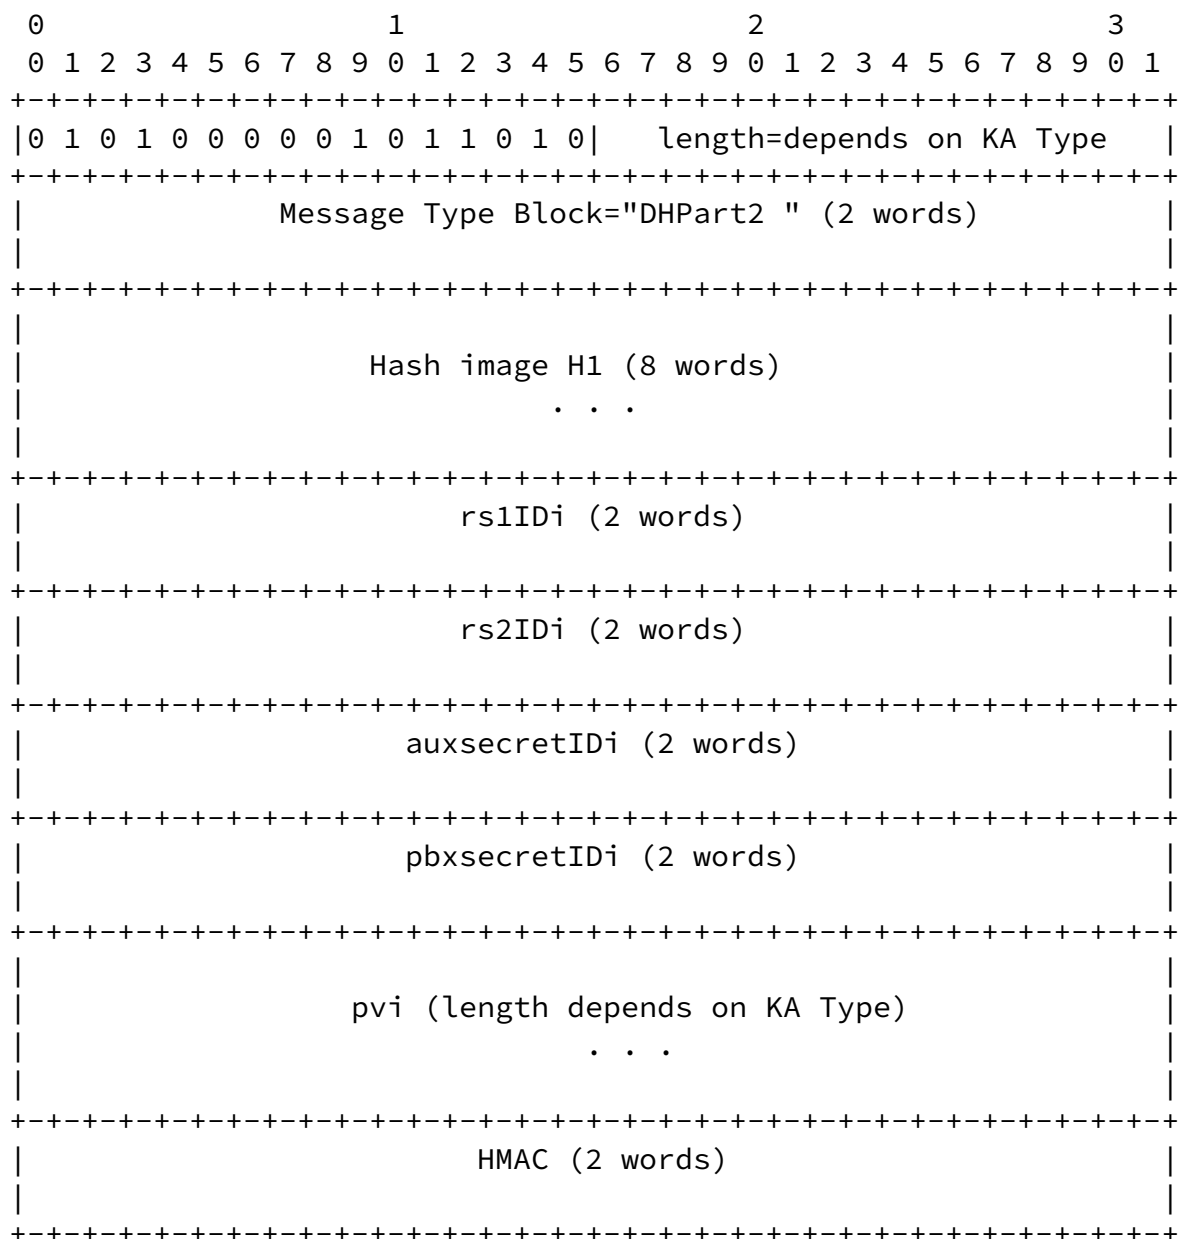 0                   1                   2                   3
 0 1 2 3 4 5 6 7 8 9 0 1 2 3 4 5 6 7 8 9 0 1 2 3 4 5 6 7 8 9 0 1
+-+-+-+-+-+-+-+-+-+-+-+-+-+-+-+-+-+-+-+-+-+-+-+-+-+-+-+-+-+-+-+-+
|0 1 0 1 0 0 0 0 0 1 0 1 1 0 1 0|   length=depends on KA Type   |
+-+-+-+-+-+-+-+-+-+-+-+-+-+-+-+-+-+-+-+-+-+-+-+-+-+-+-+-+-+-+-+-+
|              Message Type Block="DHPart2 " (2 words)          |
|                                                               |
+-+-+-+-+-+-+-+-+-+-+-+-+-+-+-+-+-+-+-+-+-+-+-+-+-+-+-+-+-+-+-+-+
|                                                               |
|                   Hash image H1 (8 words)                     |
|                             . . .                             |
|                                                               |
+-+-+-+-+-+-+-+-+-+-+-+-+-+-+-+-+-+-+-+-+-+-+-+-+-+-+-+-+-+-+-+-+
|                        rs1IDi (2 words)                       |
|                                                               |
+-+-+-+-+-+-+-+-+-+-+-+-+-+-+-+-+-+-+-+-+-+-+-+-+-+-+-+-+-+-+-+-+
|                        rs2IDi (2 words)                       |
|                                                               |
+-+-+-+-+-+-+-+-+-+-+-+-+-+-+-+-+-+-+-+-+-+-+-+-+-+-+-+-+-+-+-+-+
|                     auxsecretIDi (2 words)                    |
|                                                               |
+-+-+-+-+-+-+-+-+-+-+-+-+-+-+-+-+-+-+-+-+-+-+-+-+-+-+-+-+-+-+-+-+
|                     pbxsecretIDi (2 words)                    |
|                                                               |
+-+-+-+-+-+-+-+-+-+-+-+-+-+-+-+-+-+-+-+-+-+-+-+-+-+-+-+-+-+-+-+-+
|                                                               |
|                  pvi (length depends on KA Type)              |
|                               . . .                           |
|                                                               |
+-+-+-+-+-+-+-+-+-+-+-+-+-+-+-+-+-+-+-+-+-+-+-+-+-+-+-+-+-+-+-+-+
|                         HMAC (2 words)                        |
|                                                               |
+-+-+-+-+-+-+-+-+-+-+-+-+-+-+-+-+-+-+-+-+-+-+-+-+-+-+-+-+-+-+-+-+